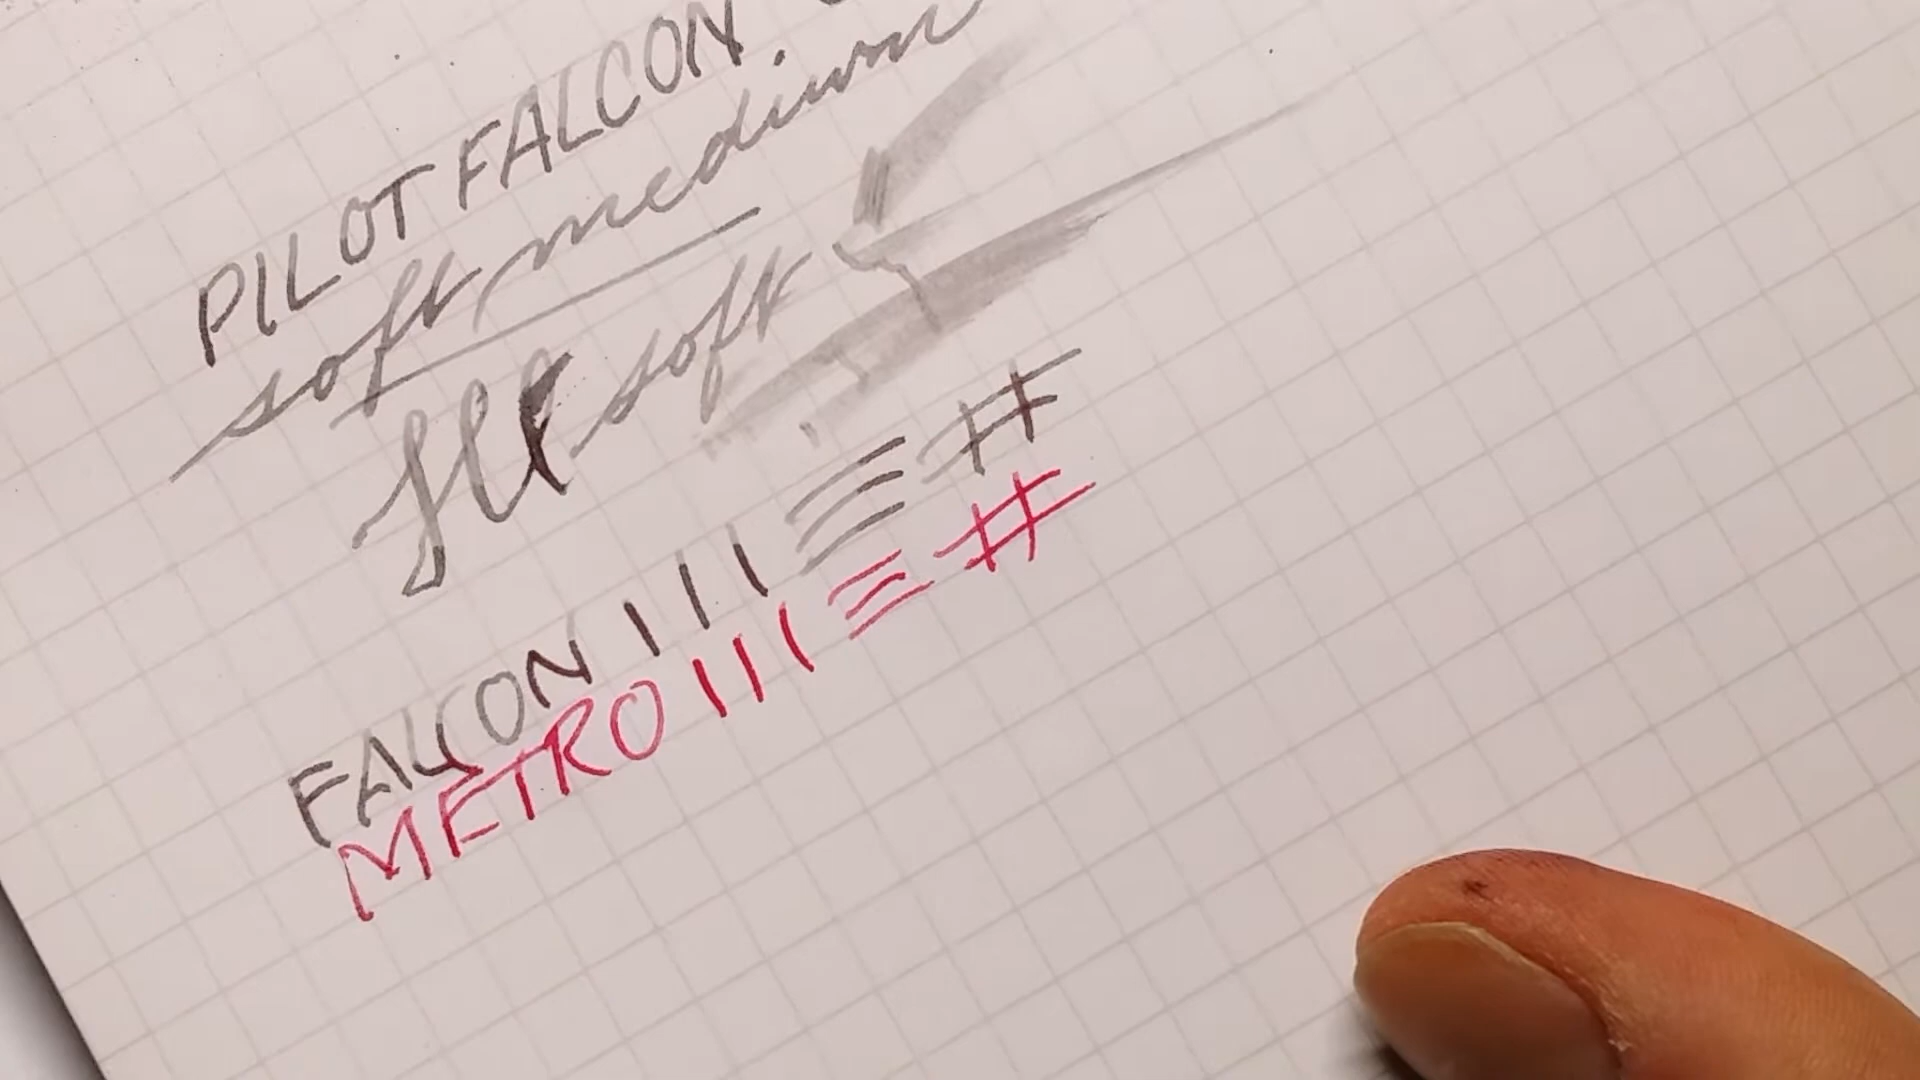 PILOT FALCON
soft medium
soft
FALCON ||| ☰ #
METRO ||| ☰ #